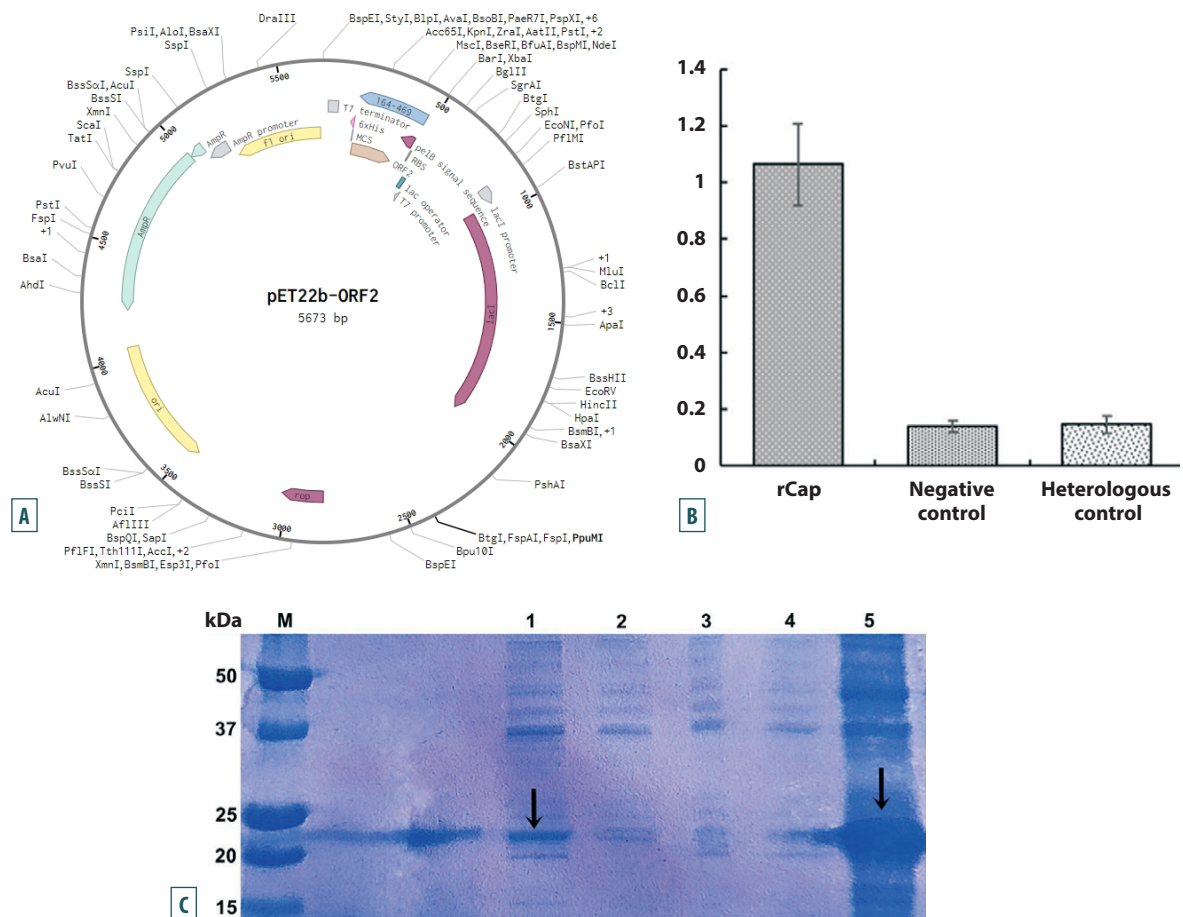 DraIII
BspEI,StyI,BlpI,AvaI,BsoBI,PaeR7I,PspXI,+6
PsiI,AloI,BsaXI
Acc65I,KpnI,ZraI,AatII,PstI,+2
SspI
MscI,BseRI,BfuAI,BspMI,NdeI
BarI,XbaI
SspI
BglII
BssSαI,AcuI
SgrAI
BssSI
BtgI
XmnI
SphI
ScaI
EcoNI,PfoI
TatI
PflMI
PvuI
BstAPI
PstI
FspI
+1
BsaI
AhdI
+1
MluI
BclI
+3
ApaI
BssHII
EcoRV
HincII
HpaI
BsmBI,+1
BsaXI
PshAI
AcuI
AlwNI
BssSαI
BssSI
PciI
AflIII
BspQI,SapI
PflFI,Tth111I,AccI,+2
XmnI,BsmBI,Esp3I,PfoI
BtgI,FspAI,FspI,PpuMI
Bpu10I
BspEI
500
1000
1500
2000
2500
3000
3500
4000
4500
5000
5500
164-469
T7 terminator
6xHis
MCS
ORF2
pelB signal sequence
RBS
lac operator
T7 promoter
lacI promoter
lacI
AmpR promoter
AmpR
f1 ori
AmpR
ori
rop
pET22b-ORF2
5673 bp
A
1.4
1.2
1
0.8
0.6
0.4
0.2
0
rCap
Negative
control
Heterologous
control
B
kDa M 1 2 3 4 5
50
37
25
20
15
C